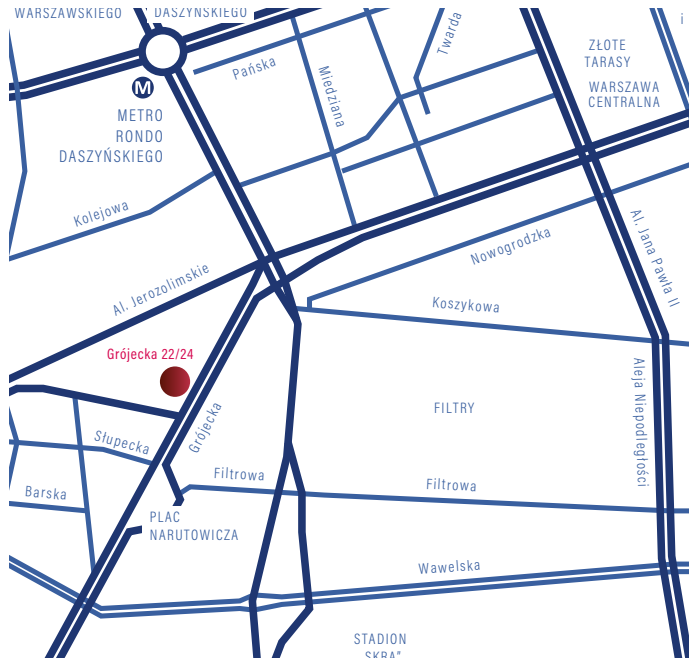 WARSZAWSKIEGO
DASZYŃSKIEGO
i
Twarda
ZŁOTE
TARASY
Pańska
Miedziana
M
WARSZAWA
CENTRALNA
METRO
RONDO
DASZYŃSKIEGO
Kolejowa
Nowogrodzka
Al. Jana Pawła II
Al. Jerozolimskie
Koszykowa
Grójecka 22/24
Aleja Niepodległości
Grójecka
FILTRY
Słupecka
Filtrowa
Filtrowa
Barska
PLAC
NARUTOWICZA
Wawelska
STADION
SKRA"